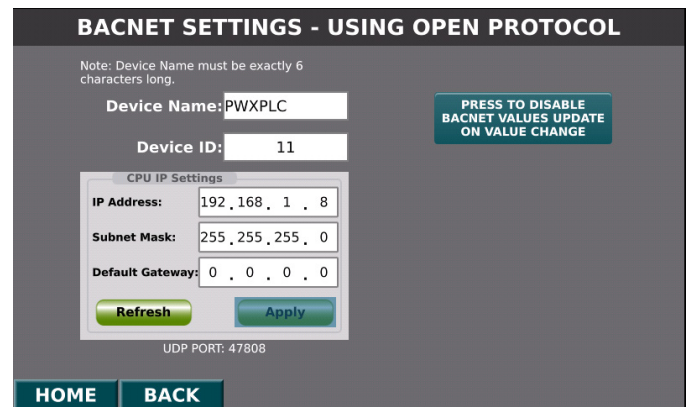 BACNET SETTINGS - USING OPEN PROTOCOL
Note: Device Name must be exactly 6
characters long.
Device Name: PWXPLC
PRESS TO DISABLE
BACNET VALUES UPDATE
ON VALUE CHANGE
Device ID: 11
CPU IP Settings
IP Address: 192 . 168 . 1 . 8
Subnet Mask: 255 . 255 . 255 . 0
Default Gateway: 0 . 0 . 0 . 0
Refresh Apply
UDP PORT: 47808
HOME BACK